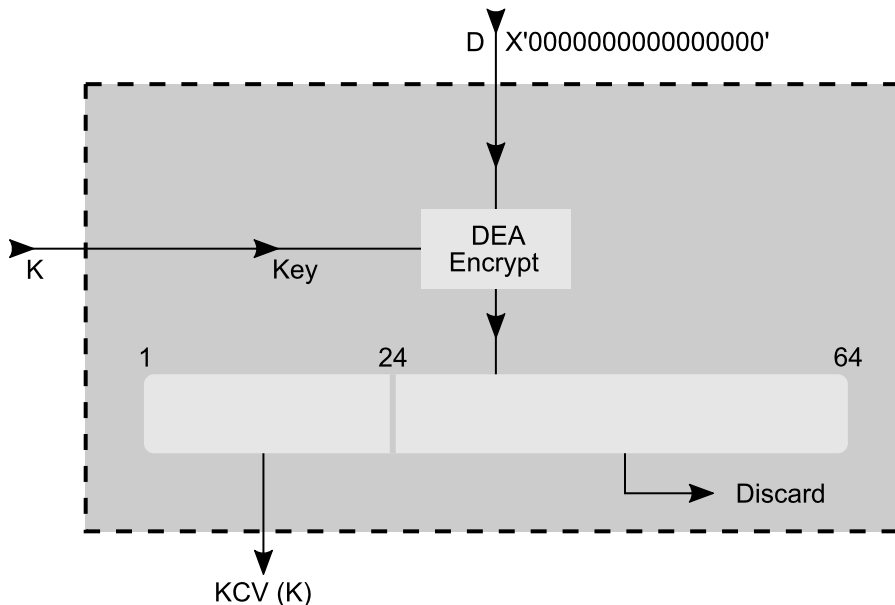 D X'0000000000000000'
DEA
Encrypt
K
Key
1
24
64
Discard
KCV (K)